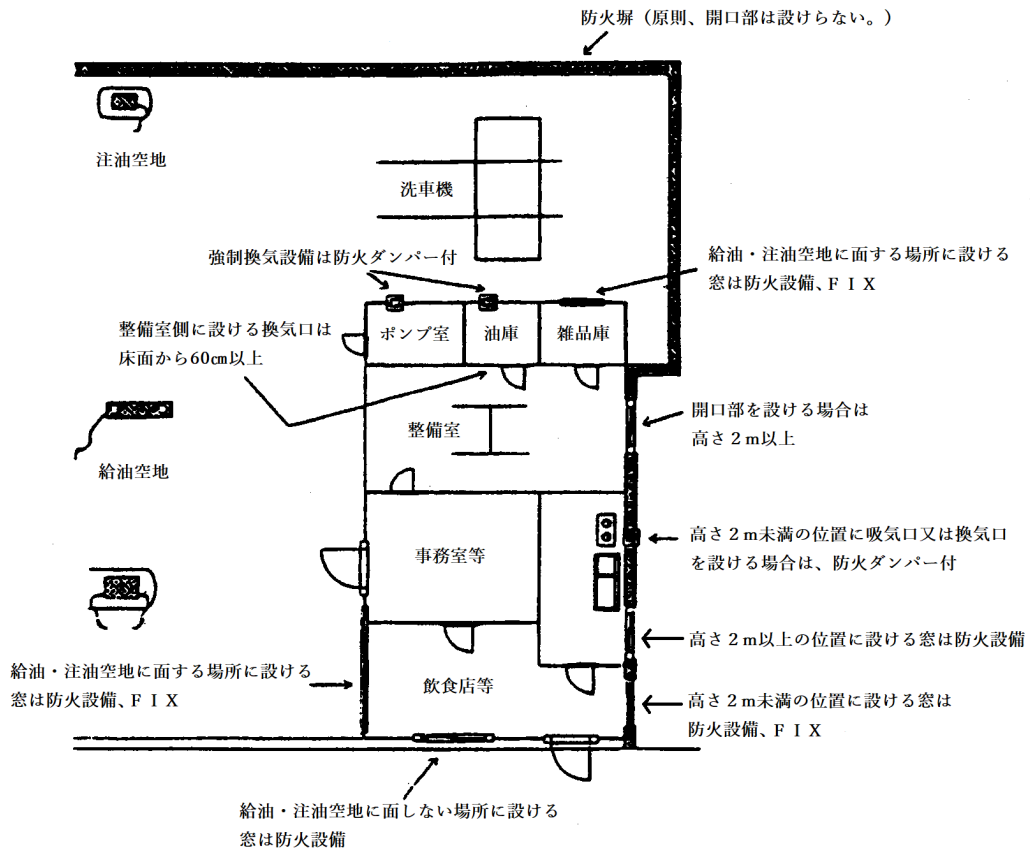 防火塀（原則、開口部は設けらない。）
注油空地
洗車機
強制換気設備は防火ダンパー付
給油・注油空地に面する場所に設ける
窓は防火設備、ＦＩＸ
整備室側に設ける換気口は
床面から60㎝以上
ポンプ室
油庫
雑品庫
開口部を設ける場合は
高さ２ｍ以上
整備室
給油空地
高さ２ｍ未満の位置に吸気口又は換気口
を設ける場合は、防火ダンパー付
事務室等
高さ２ｍ以上の位置に設ける窓は防火設備
給油・注油空地に面する場所に設ける
窓は防火設備、ＦＩＸ
飲食店等
高さ２ｍ未満の位置に設ける窓は
防火設備、ＦＩＸ
給油・注油空地に面しない場所に設ける
窓は防火設備